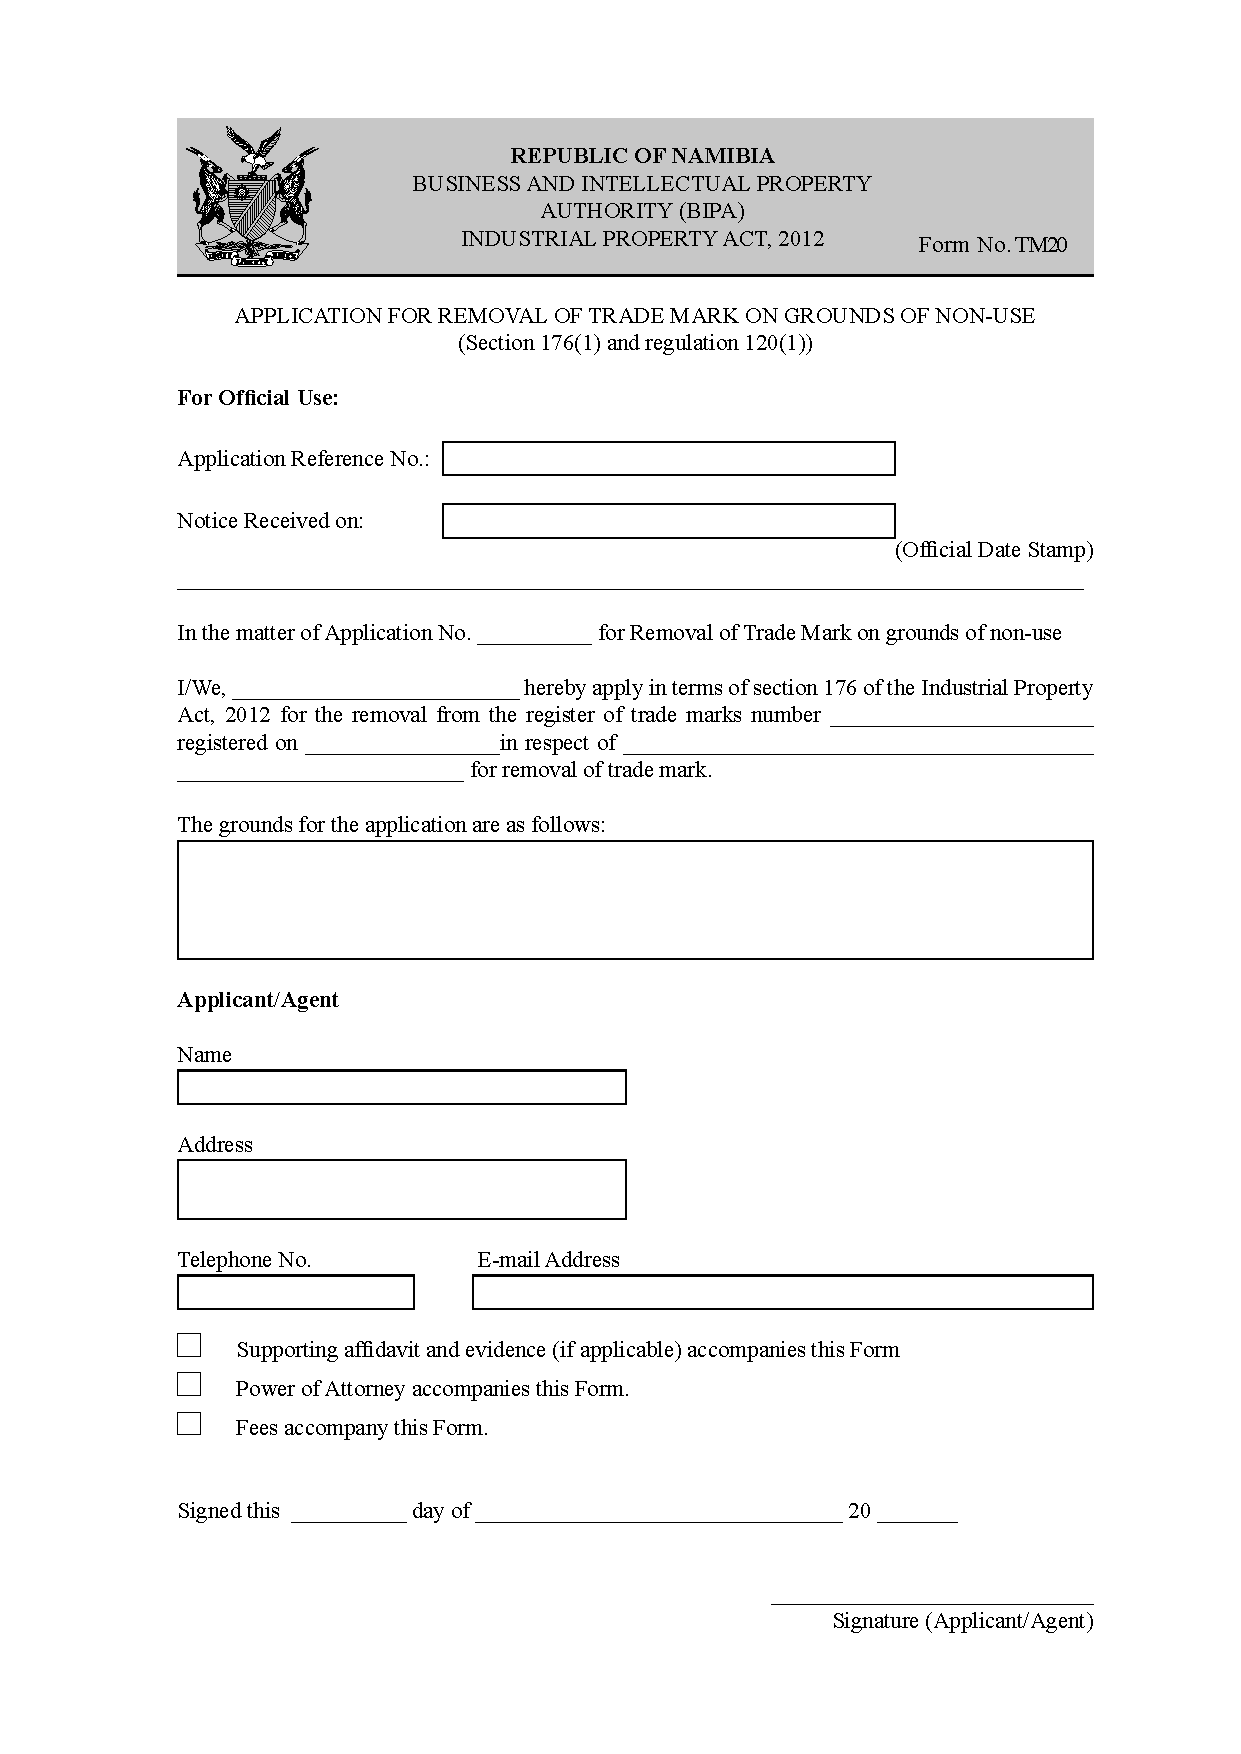 REPUBLIC OF NAMIBIA
BUSINESS AND INTELLECTUAL PROPERTY
AUTHORITY (BIPA)
INDUSTRIAL PROPERTY ACT, 2012
Form No. TM20
APPLICATION FOR REMOVAL OF TRADE MARK ON GROUNDS OF NON-USE
(Section 176(1) and regulation 120(1))
For Official Use:
Application Reference No.:
Notice Received on:
(Official Date Stamp)
In the matter of Application No. __________ for Removal of Trade Mark on grounds of non-use
I/We, _________________________ hereby apply in terms of section 176 of the Industrial Property
Act, 2012 for the removal from the register of trade marks number _______________________
registered on _________________in respect of _________________________________________
_________________________ for removal of trade mark.
The grounds for the application are as follows:
Applicant/Agent
Name
Address
Telephone No. E-mail Address
Supporting affidavit and evidence (if applicable) accompanies this Form
Power of Attorney accompanies this Form.
Fees accompany this Form.
Signed this __________ day of ________________________________ 20 _______
Signature (Applicant/Agent)